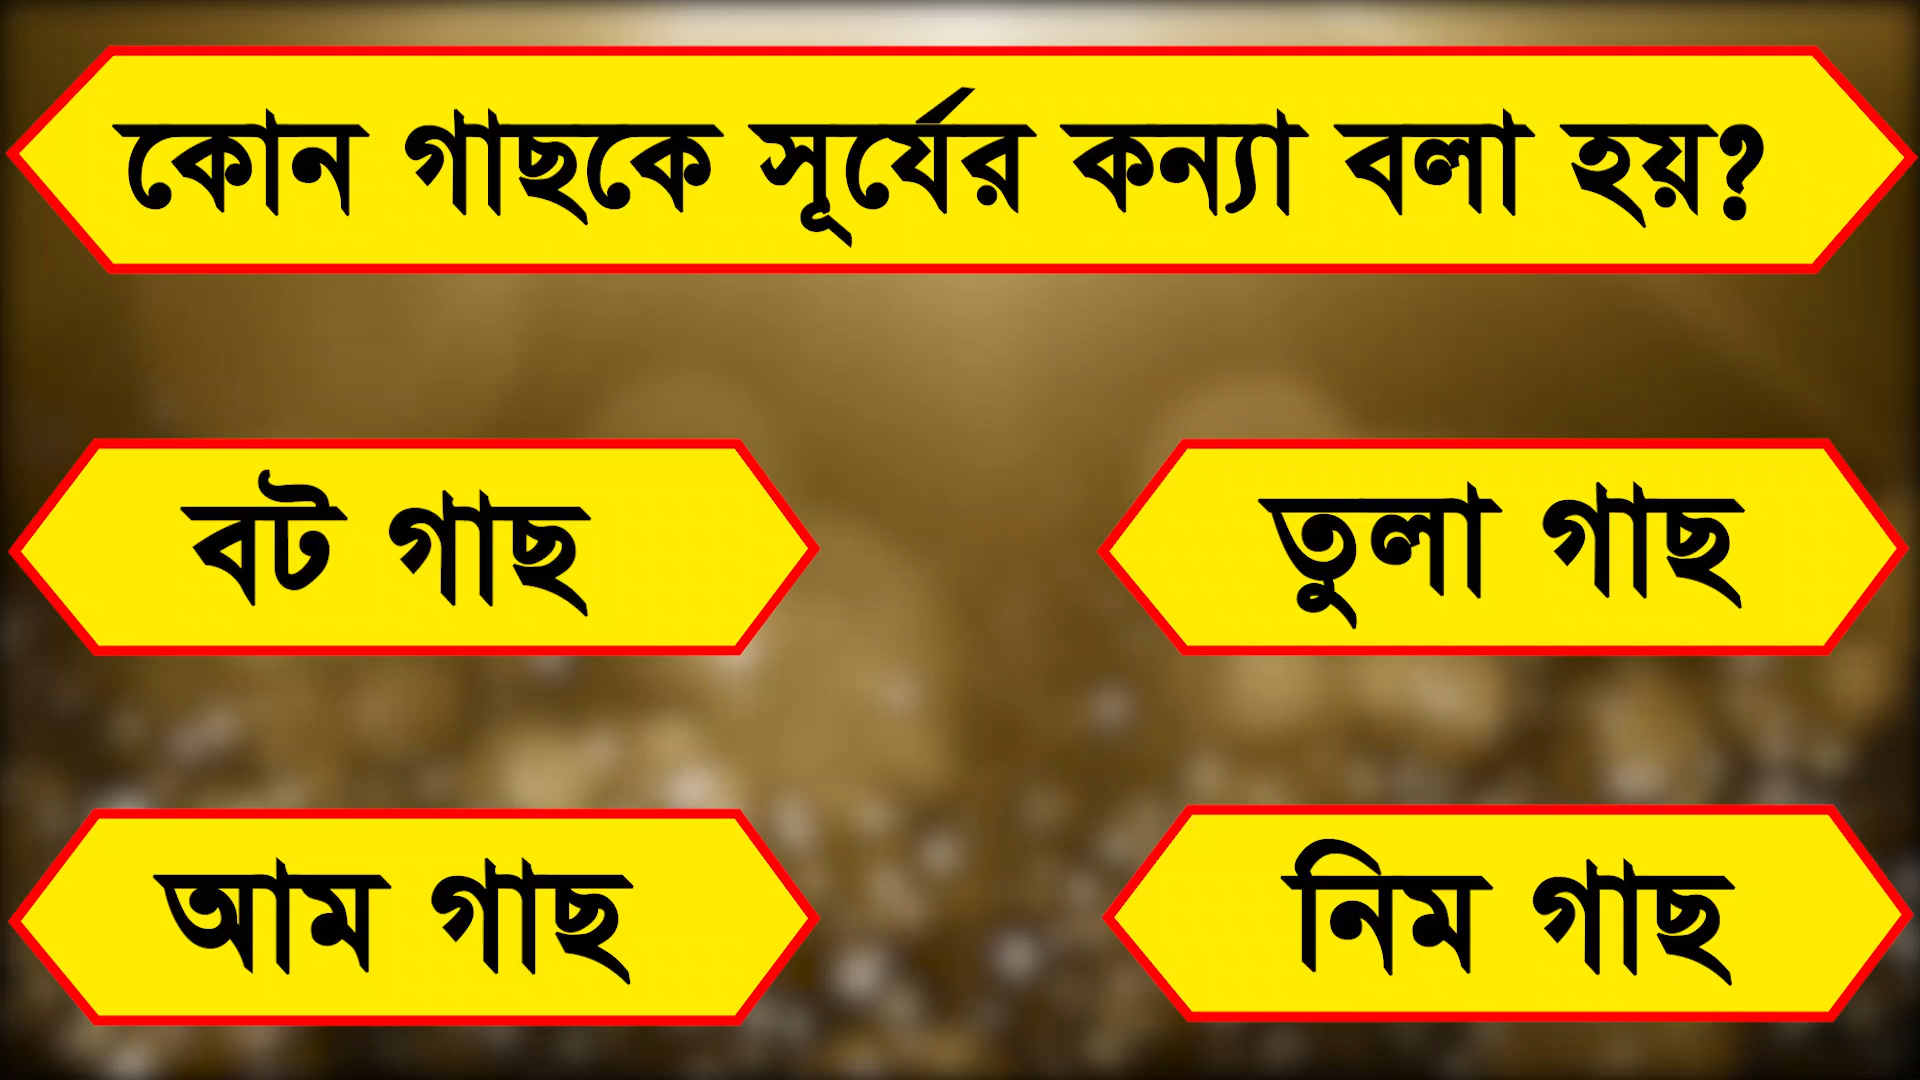 কোন গাছকে সূর্যের কন্যা বলা হয়?
বট গাছ
তুলা গাছ
আম গাছ
নিম গাছ